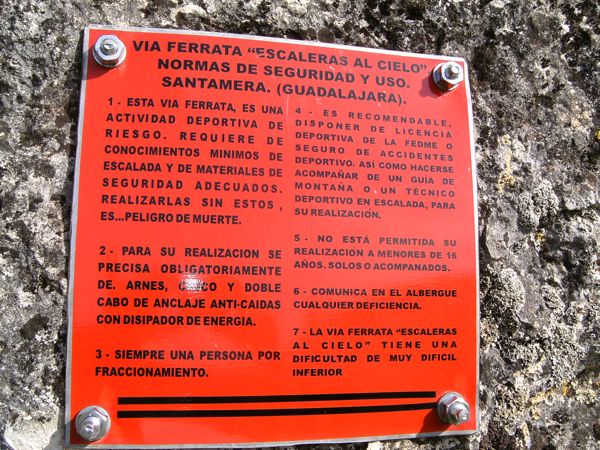 VIA FERRATA "ESCALERAS AL CIELO"
NORMAS DE SEGURIDAD Y USO.
SANTAMERA. (GUADALAJARA).
1 - ESTA VIA FERRATA, ES UNA
ACTIVIDAD DEPORTIVA DE
RIESGO. REQUIERE DE
CONOCIMIENTOS MINIMOS DE
ESCALADA Y DE MATERIALES DE
SEGURIDAD ADECUADOS.
REALIZARLAS SIN ESTOS,
ES...PELIGRO DE MUERTE.
2 - PARA SU REALIZACION SE
PRECISA OBLIGATORIAMENTE
DE. ARNES, Y DOBLE
CABO DE ANCLAJE ANTI-CAIDAS
CON DISIPADOR DE ENERGIA.
3 - SIEMPRE UNA PERSONA POR
FRACCIONAMIENTO.
4 - ES RECOMENDABLE,
DISPONER DE LICENCIA
DEPORTIVA DE LA FEDME O
SEGURO DE ACCIDENTES
DEPORTIVO. ASÍ COMO HACERSE
ACOMPAÑAR DE UN GUÍA DE
MONTAÑA O UN TÉCNICO
DEPORTIVO EN ESCALADA, PARA
SU REALIZACIÓN.
5 - NO ESTÁ PERMITIDA SU
REALIZACIÓN A MENORES DE 16
AÑOS. SOLOS O ACOMPANADOS.
6 - COMUNICA EN EL ALBERGUE
CUALQUIER DEFICIENCIA.
7 - LA VIA FERRATA "ESCALERAS
AL CIELO" TIENE UNA
DIFICULTAD DE MUY DIFICIL
INFERIOR